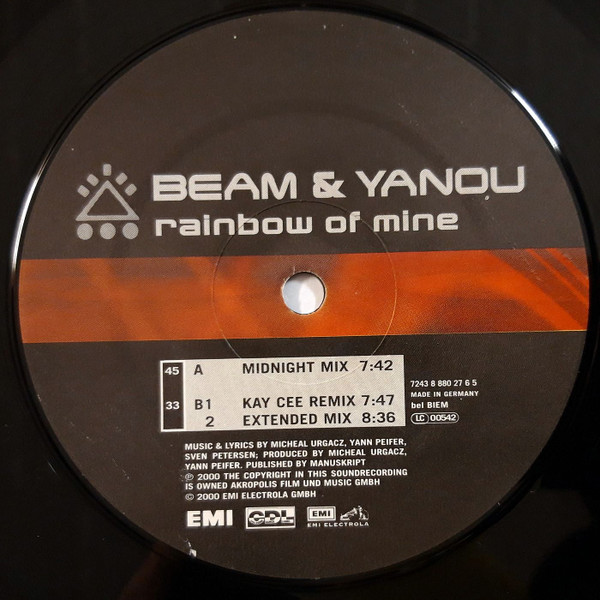 BEAM & YANOU
rainbow of mine
45 A MIDNIGHT MIX 7:42
33 B1 KAY CEE REMIX 7:47
2 EXTENDED MIX 8:36
7243 8 880 27 6 5
MADE IN GERMANY
bel BIEM
LC 00542
MUSIC & LYRICS BY MICHEAL URGACZ, YANN PEIFER,
SVEN PETERSEN; PRODUCED BY MICHEAL URGACZ,
YANN PEIFER. PUBLISHED BY MANUSKRIPT
℗ 2000 THE COPYRIGHT IN THIS SOUNDRECORDING
IS OWNED AKROPOLIS FILM UND MUSIC GMBH
© 2000 EMI ELECTROLA GMBH
EMI CDL EMI
EMI ELECTROLA